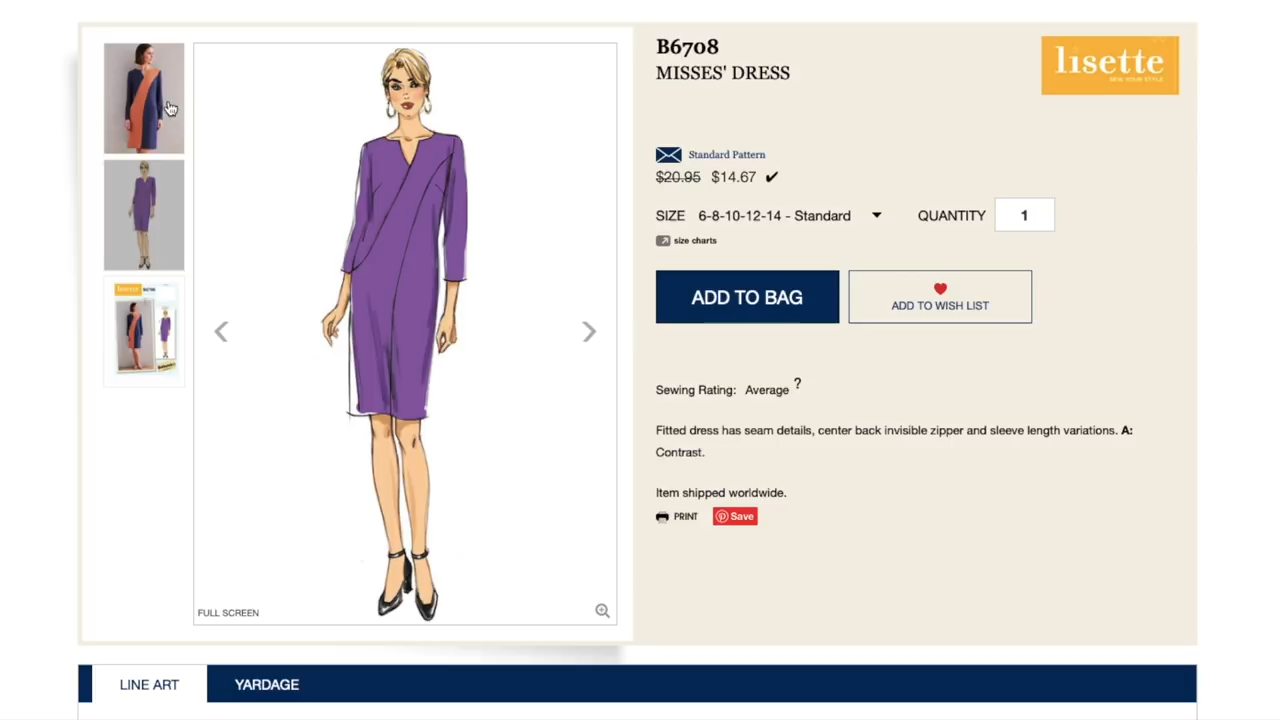 B6708
MISSES' DRESS
lisette
Standard Pattern
$20.95 $14.67 ✔
SIZE 6-8-10-12-14 - Standard QUANTITY 1
size charts
ADD TO BAG
ADD TO WISH LIST
Sewing Rating: Average ?
Fitted dress has seam details, center back invisible zipper and sleeve length variations. A:
Contrast.
Item shipped worldwide.
PRINT Save
FULL SCREEN
LINE ART YARDAGE